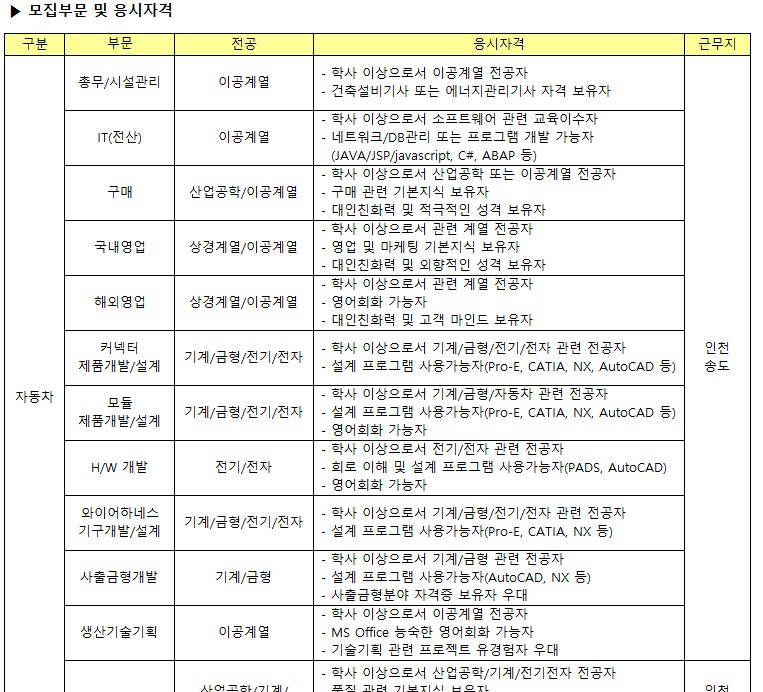 ▶ 모집부문 및 응시자격
구분 부문 전공 응시자격 근무지
자동차
총무/시설관리 이공계열
- 학사 이상으로서 이공계열 전공자
- 건축설비기사 또는 에너지관리기사 자격 보유자
IT(전산) 이공계열
- 학사 이상으로서 소프트웨어 관련 교육이수자
- 네트워크/DB관리 또는 프로그램 개발 가능자
(JAVA/JSP/javascript, C#, ABAP 등)
구매 산업공학/이공계열
- 학사 이상으로서 산업공학 또는 이공계열 전공자
- 구매 관련 기본지식 보유자
- 대인친화력 및 적극적인 성격 보유자
국내영업 상경계열/이공계열
- 학사 이상으로서 관련 계열 전공자
- 영업 및 마케팅 기본지식 보유자
- 대인친화력 및 외향적인 성격 보유자
해외영업 상경계열/이공계열
- 학사 이상으로서 관련 계열 전공자
- 영어회화 가능자
- 대인친화력 및 고객 마인드 보유자
커넥터
제품개발/설계 기계/금형/전기/전자
- 학사 이상으로서 기계/금형/전기/전자 관련 전공자
- 설계 프로그램 사용가능자(Pro-E, CATIA, NX, AutoCAD 등)
인천
송도
모듈
제품개발/설계 기계/금형/전기/전자
- 학사 이상으로서 기계/금형/자동차 관련 전공자
- 설계 프로그램 사용가능자(Pro-E, CATIA, NX, AutoCAD 등)
- 영어회화 가능자
H/W 개발 전기/전자
- 학사 이상으로서 전기/전자 관련 전공자
- 회로 이해 및 설계 프로그램 사용가능자(PADS, AutoCAD)
- 영어회화 가능자
와이어하네스
기구개발/설계 기계/금형/전기/전자
- 학사 이상으로서 기계/금형/전기/전자 관련 전공자
- 설계 프로그램 사용가능자(Pro-E, CATIA, NX 등)
사출금형개발 기계/금형
- 학사 이상으로서 기계/금형 관련 전공자
- 설계 프로그램 사용가능자(AutoCAD, NX 등)
- 사출금형분야 자격증 보유자 우대
생산기술기획 이공계열
- 학사 이상으로서 이공계열 전공자
- MS Office 능숙한 영어회화 가능자
- 기술기획 관련 프로젝트 유경험자 우대
산업공학/기계/
- 학사 이상으로서 산업공학/기계/전기전자 전공자
- 품질 관련 기본지식 보유자
인천